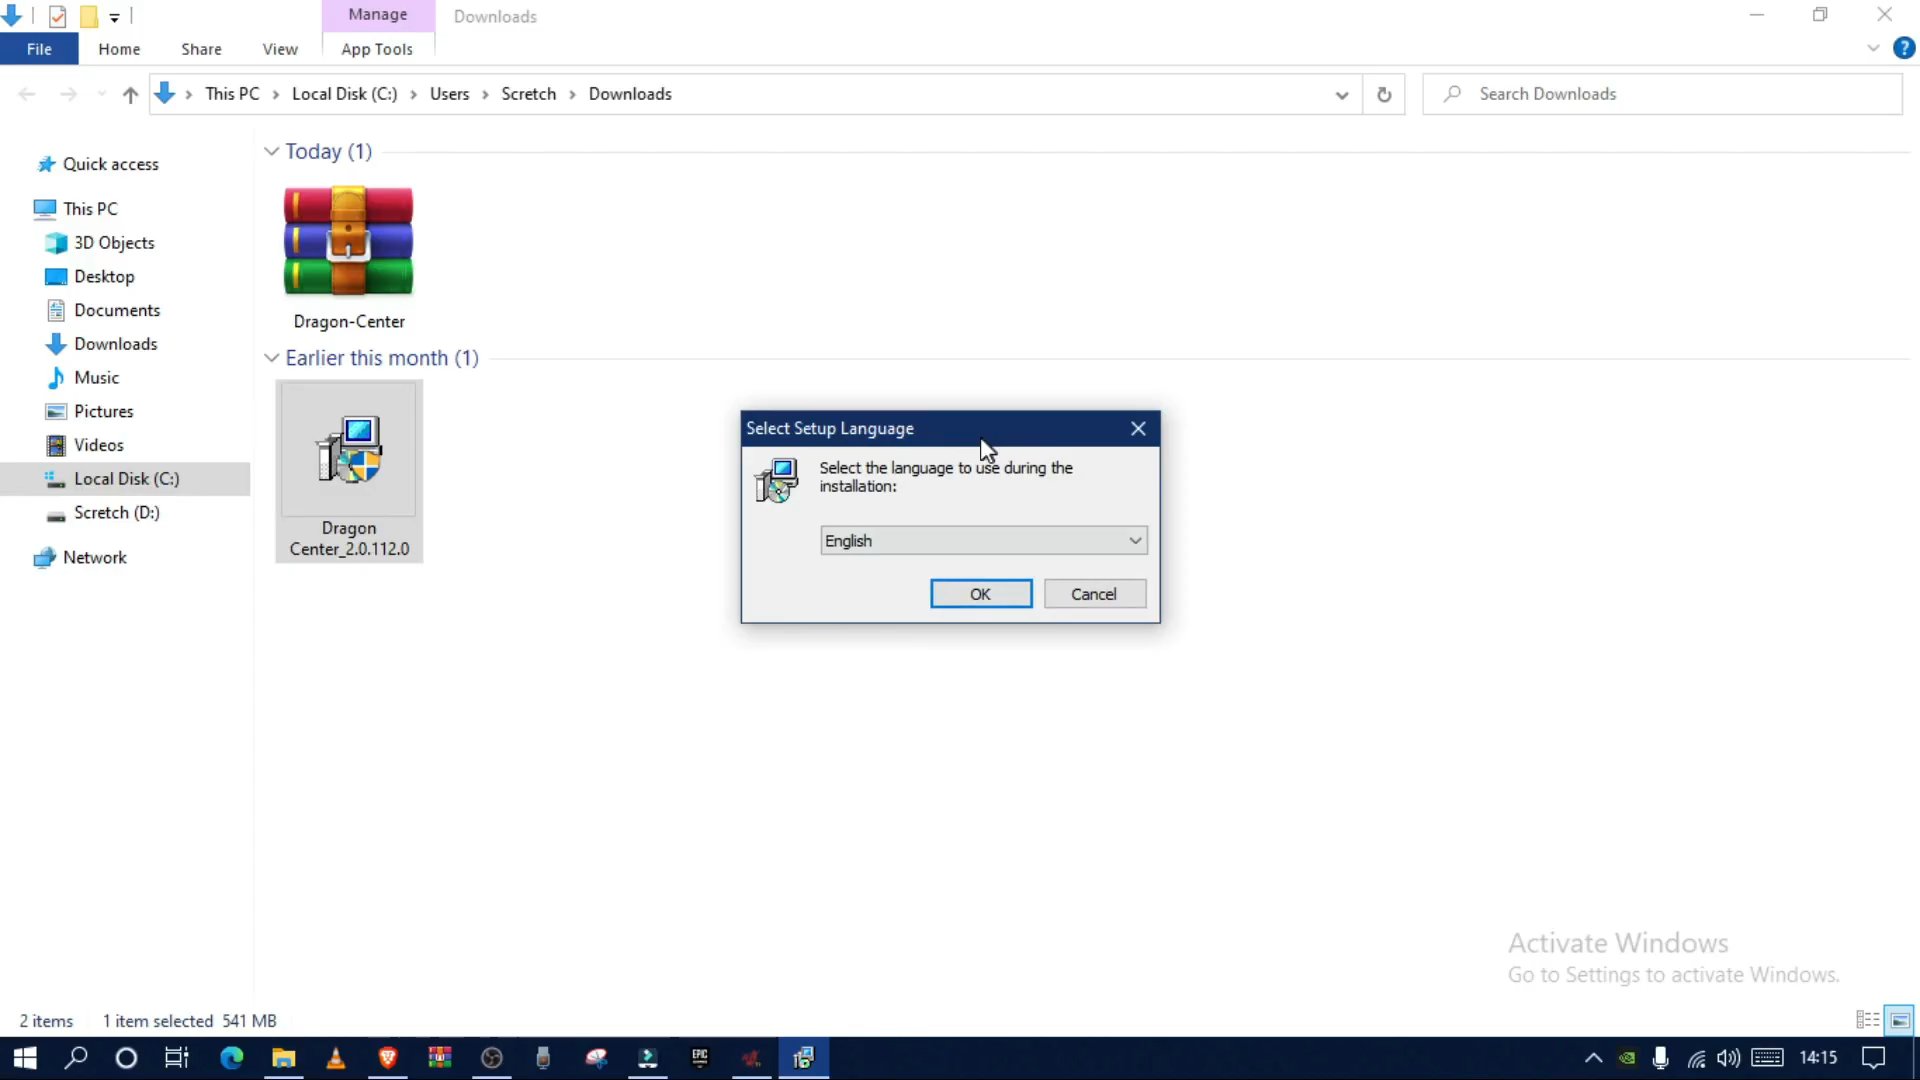 Manage
Downloads
File
Home
Share
View
App Tools
?
This PC
Local Disk (C:)
Users
Scretch
Downloads
Search Downloads
Quick access
This PC
3D Objects
Desktop
Documents
Downloads
Music
Pictures
Videos
Local Disk (C:)
Scretch (D:)
Network
Today (1)
Dragon-Center
Earlier this month (1)
Dragon
Center_2.0.112.0
Select Setup Language
Select the language to use during the
installation:
English
OK
Cancel
Activate Windows
Go to Settings to activate Windows.
2 items
1 item selected 541 MB
EPIC
14:15